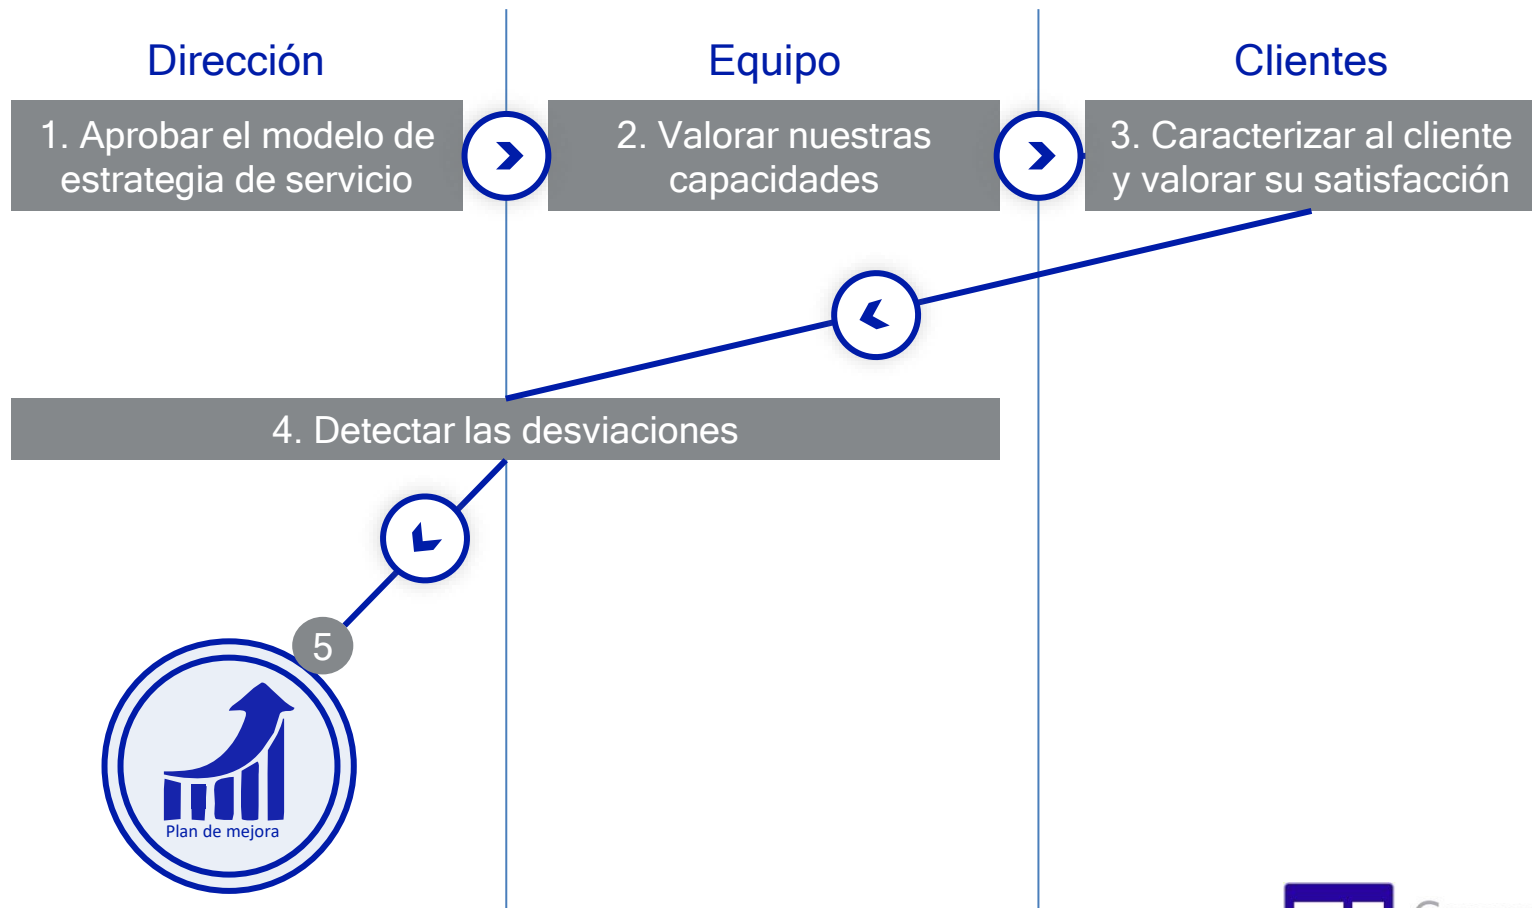 Dirección
Equipo
Clientes
1. Aprobar el modelo de
estrategia de servicio
2. Valorar nuestras
capacidades
3. Caracterizar al cliente
y valorar su satisfacción
4. Detectar las desviaciones
5
Plan de mejora